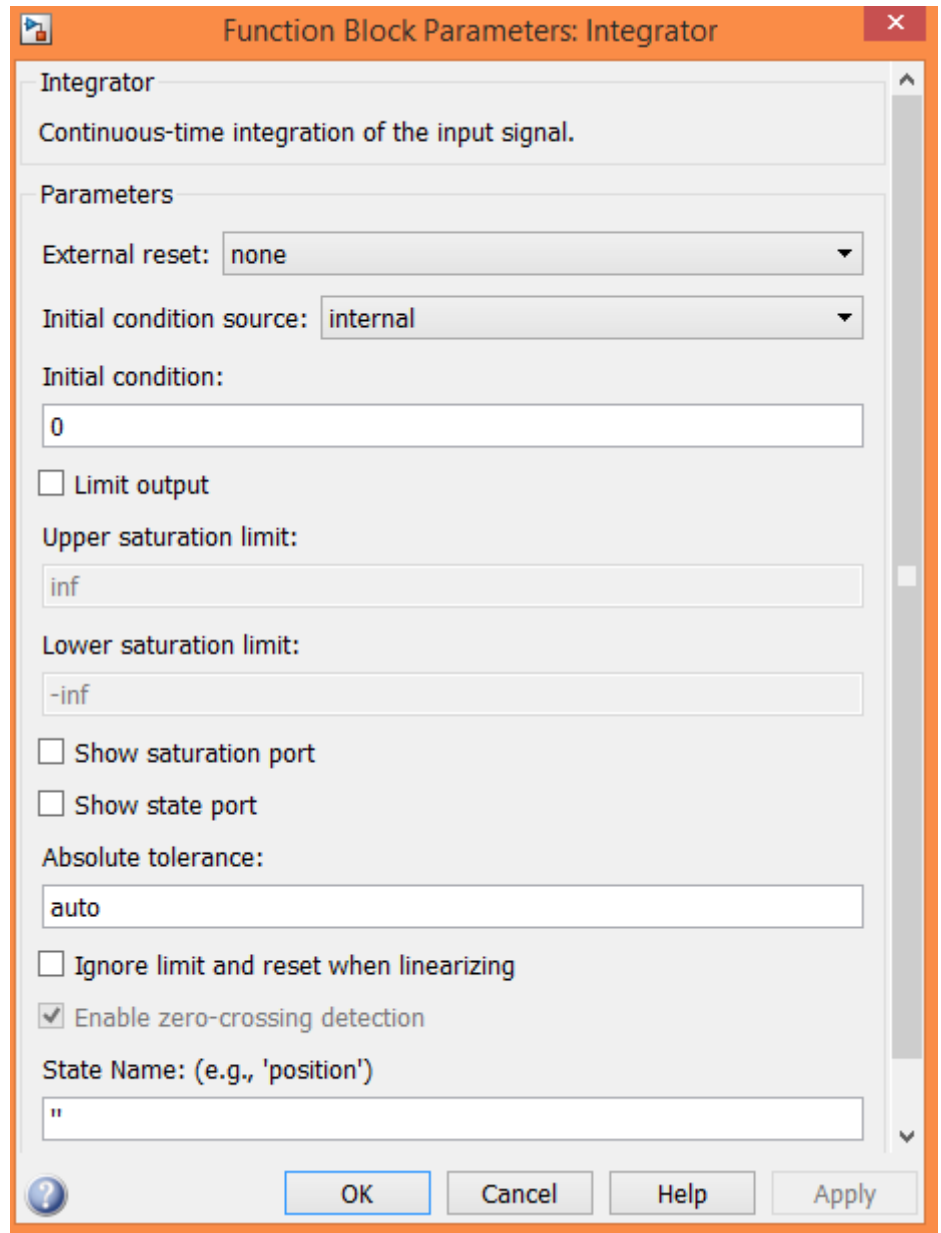 Function Block Parameters: Integrator
Integrator
Continuous-time integration of the input signal.
Parameters
External reset: none
Initial condition source: internal
Initial condition:
0
Limit output
Upper saturation limit:
inf
Lower saturation limit:
-inf
Show saturation port
Show state port
Absolute tolerance:
auto
Ignore limit and reset when linearizing
Enable zero-crossing detection
State Name: (e.g., 'position')
''
OK Cancel Help Apply